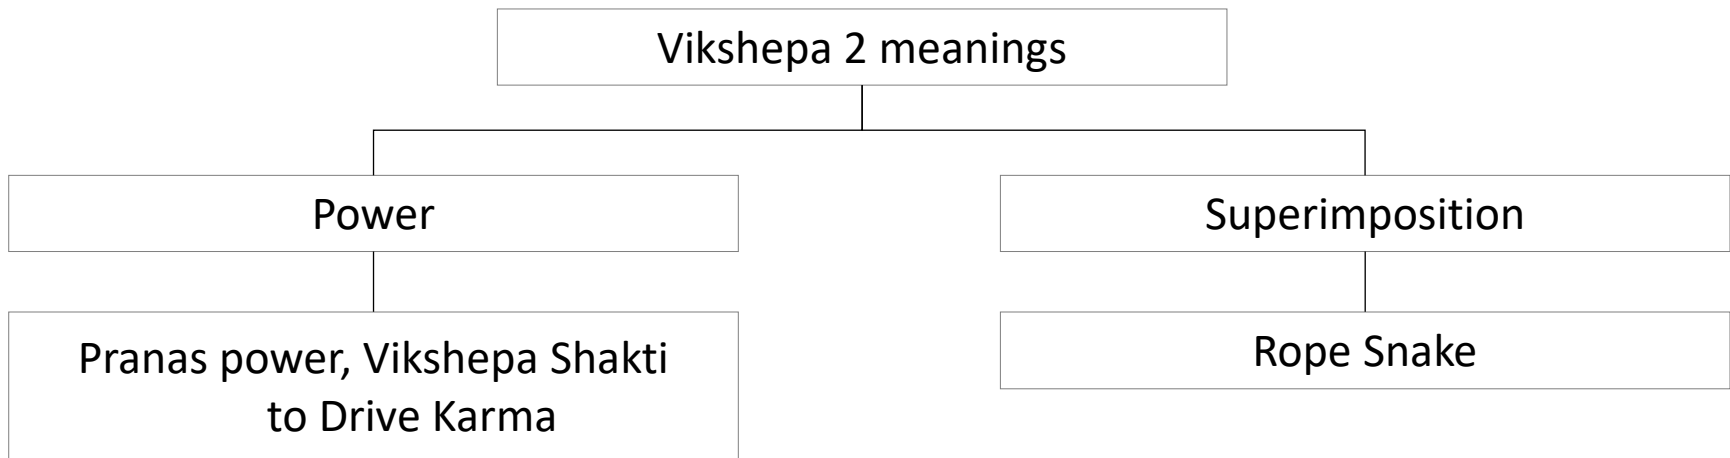 Vikshepa 2 meanings
Power
Superimposition
Pranas power, Vikshepa Shakti
to Drive Karma
Rope Snake